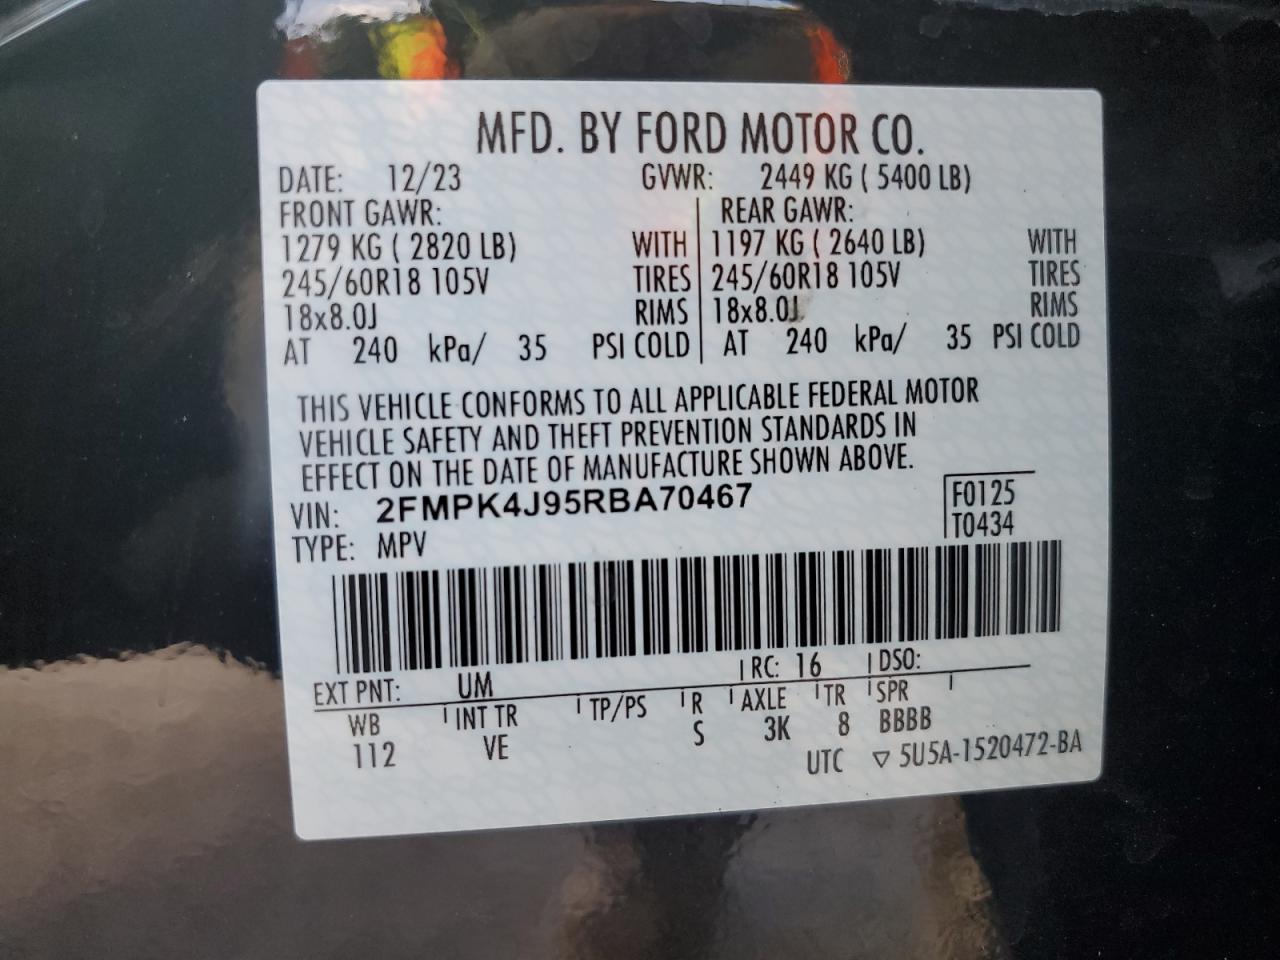 MFD. BY FORD MOTOR CO.
DATE: 12/23 GVWR: 2449 KG ( 5400 LB)
FRONT GAWR: REAR GAWR:
1279 KG ( 2820 LB) WITH 1197 KG ( 2640 LB) WITH
245/60R18 105V TIRES 245/60R18 105V TIRES
18x8.0J RIMS 18x8.0J RIMS
AT 240 kPa/ 35 PSI COLD AT 240 kPa/ 35 PSI COLD
THIS VEHICLE CONFORMS TO ALL APPLICABLE FEDERAL MOTOR
VEHICLE SAFETY AND THEFT PREVENTION STANDARDS IN
EFFECT ON THE DATE OF MANUFACTURE SHOWN ABOVE.
VIN: 2FMPK4J95RBA70467 F0125
TYPE: MPV T0434
EXT PNT: UM RC: 16 DSO:
WB INT TR TP/PS R AXLE TR SPR
112 VE S 3K 8 BBBB
UTC ▽ 5U5A-1520472-BA